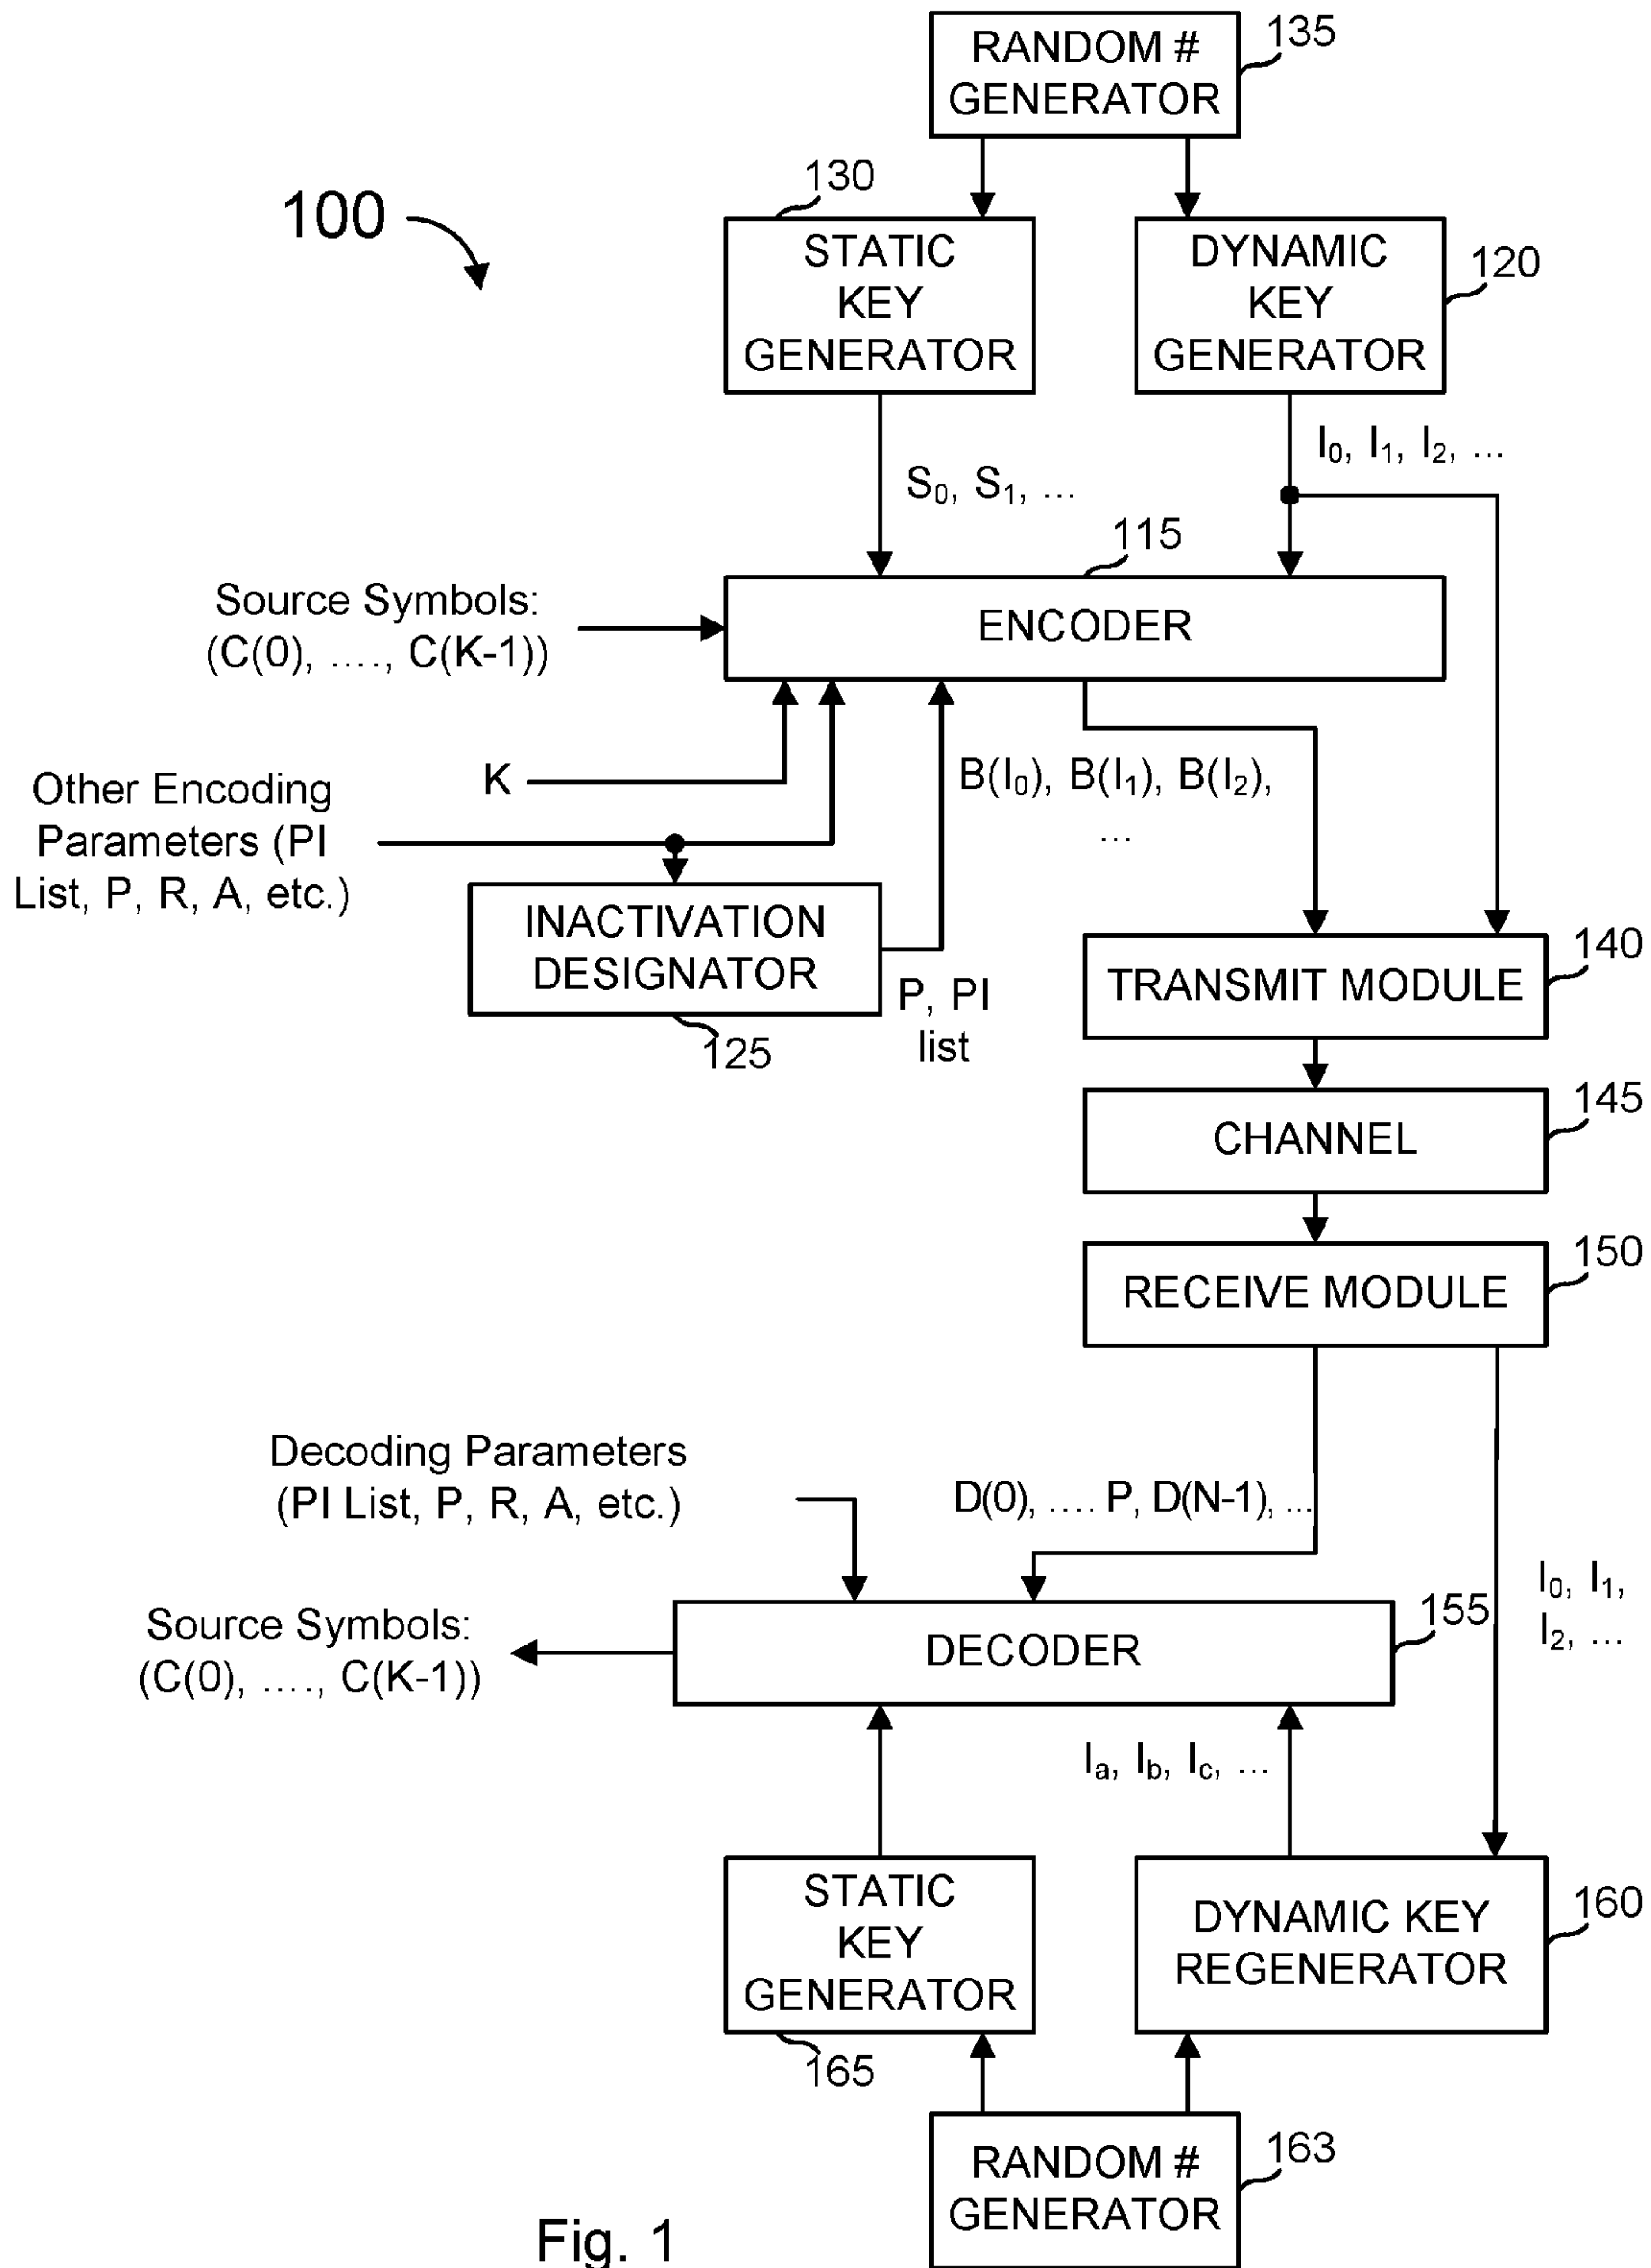 RANDOM #
GENERATOR
135
100
130
STATIC
KEY
GENERATOR
DYNAMIC
KEY
GENERATOR
120
S₀, S₁, ...
I₀, I₁, I₂, ...
115
Source Symbols:
(C(0), ...., C(K-1))
ENCODER
K
Other Encoding
Parameters (PI
List, P, R, A, etc.)
B(I₀), B(I₁), B(I₂),
...
INACTIVATION
DESIGNATOR
125
P, PI
list
TRANSMIT MODULE
140
CHANNEL
145
RECEIVE MODULE
150
Decoding Parameters
(PI List, P, R, A, etc.)
D(0), .... P, D(N-1), ...
I₀, I₁,
I₂, ...
Source Symbols:
(C(0), ...., C(K-1))
DECODER
155
Iₐ, I_b, I_c, ...
STATIC
KEY
GENERATOR
165
DYNAMIC KEY
REGENERATOR
160
RANDOM #
GENERATOR
163
Fig. 1